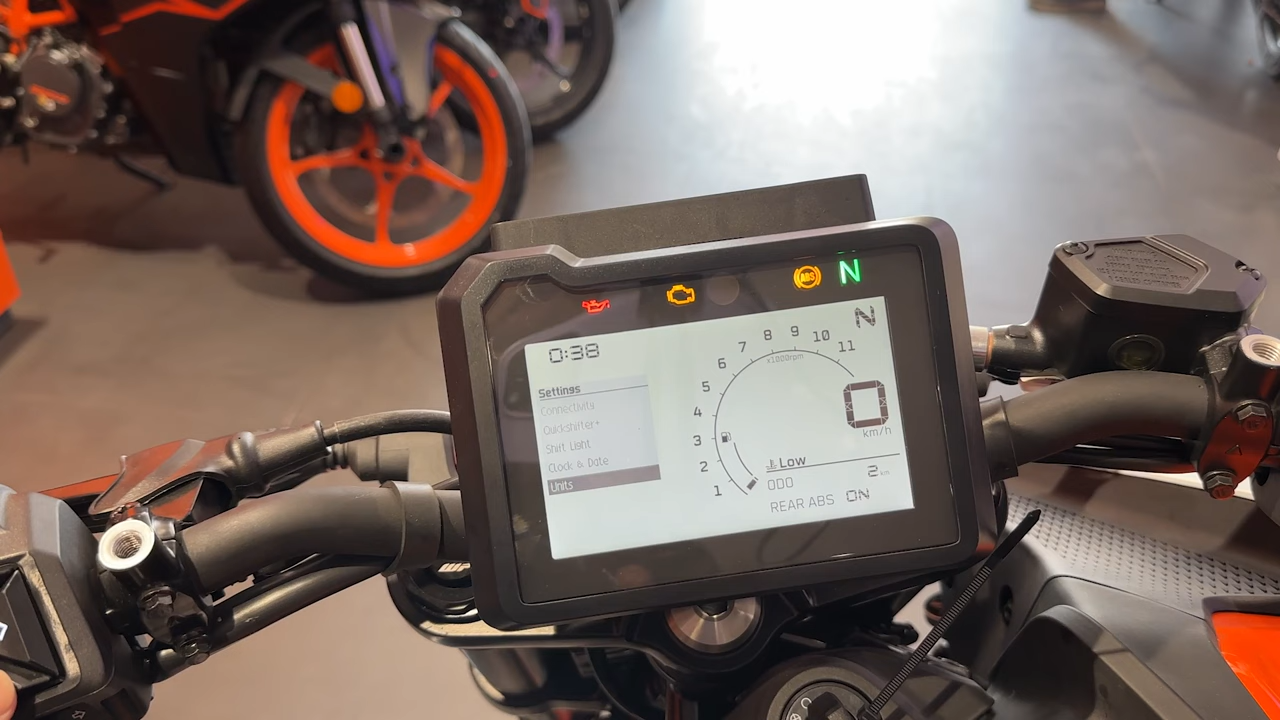 ABS N
0:38
N
Settings
Connectivity
Quickshifter+
Shift Light
Clock & Date
Units
1 2 3 4 5 6 7 8 9 10 11
x1000rpm
0
km/h
Low
ODO 2 km
REAR ABS ON